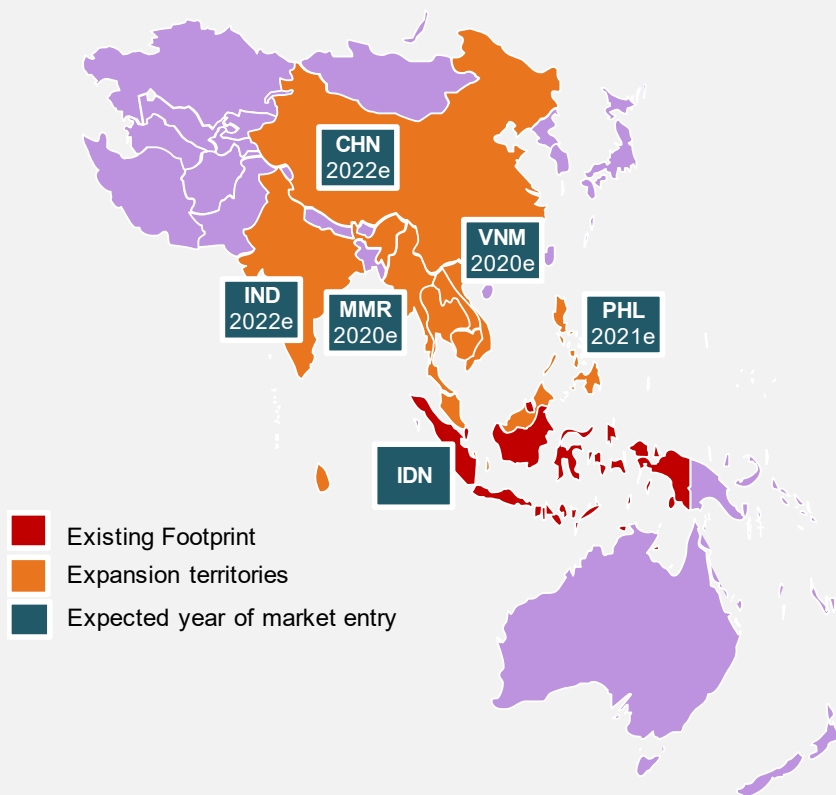 CHN
2022e
VNM
2020e
IND
2022e
MMR
2020e
PHL
2021e
IDN
Existing Footprint
Expansion territories
Expected year of market entry